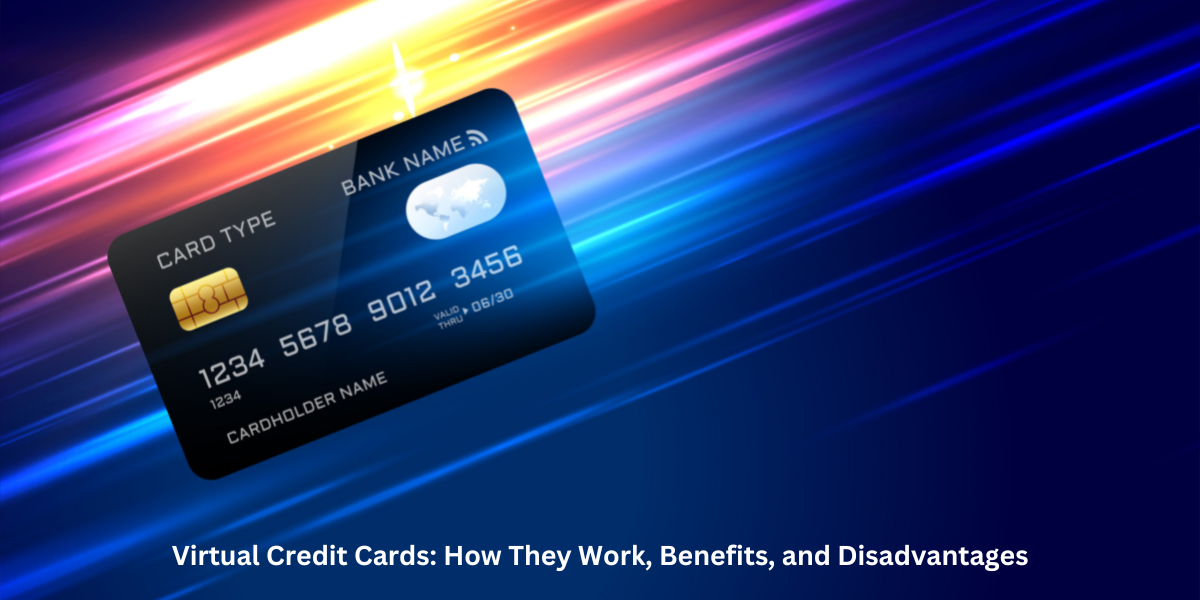 BANK NAME
CARD TYPE
1234 5678 9012 3456
1234
VALID
THRU
06/30
CARDHOLDER NAME
Virtual Credit Cards: How They Work, Benefits, and Disadvantages